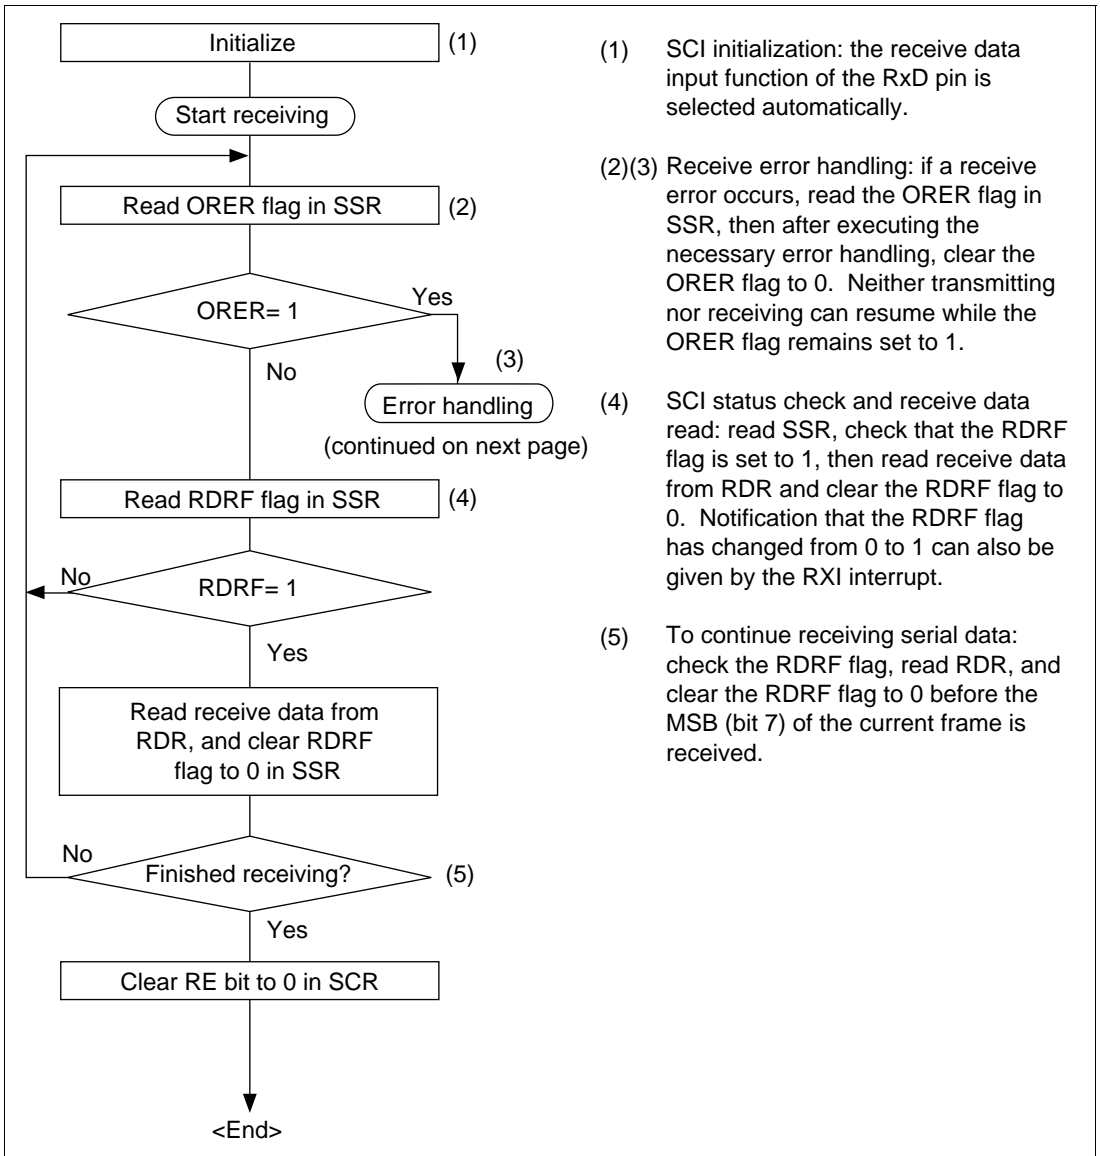 Initialize
(1)
Start receiving
Read ORER flag in SSR
(2)
ORER= 1
Yes
No
(3)
Error handling
(continued on next page)
Read RDRF flag in SSR
(4)
No
RDRF= 1
Yes
Read receive data from
RDR, and clear RDRF
flag to 0 in SSR
No
Finished receiving?
(5)
Yes
Clear RE bit to 0 in SCR
<End>
(1) SCI initialization: the receive data
input function of the RxD pin is
selected automatically.
(2)(3) Receive error handling: if a receive
error occurs, read the ORER flag in
SSR, then after executing the
necessary error handling, clear the
ORER flag to 0. Neither transmitting
nor receiving can resume while the
ORER flag remains set to 1.
(4) SCI status check and receive data
read: read SSR, check that the RDRF
flag is set to 1, then read receive data
from RDR and clear the RDRF flag to
0. Notification that the RDRF flag
has changed from 0 to 1 can also be
given by the RXI interrupt.
(5) To continue receiving serial data:
check the RDRF flag, read RDR, and
clear the RDRF flag to 0 before the
MSB (bit 7) of the current frame is
received.